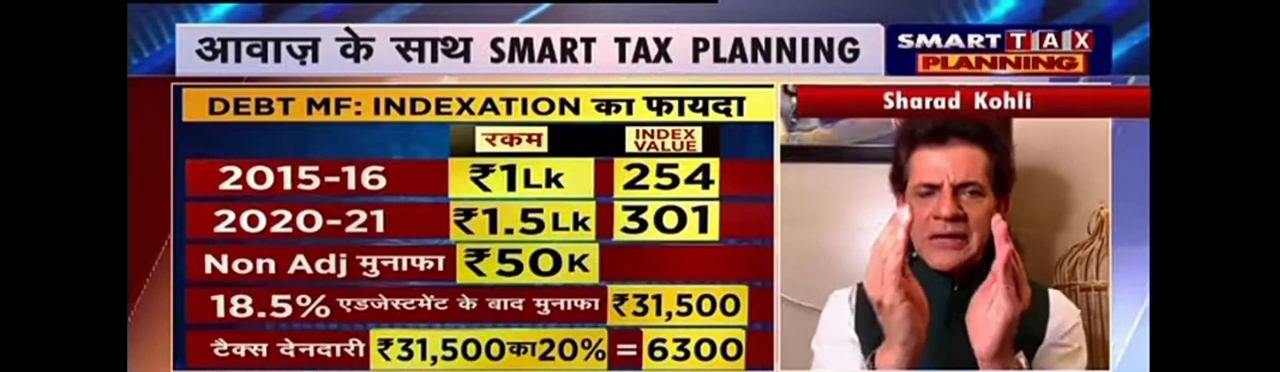 आवाज़ के साथ SMART TAX PLANNING
SMART TAX
PLANNING
DEBT MF: INDEXATION का फायदा
Sharad Kohli
रकम INDEX VALUE
2015-16 ₹1Lk 254
2020-21 ₹1.5Lk 301
Non Adj मुनाफा ₹50K
18.5% एडजेस्टमेंट के बाद मुनाफा ₹31,500
टैक्स देनदारी ₹31,500का20% = 6300